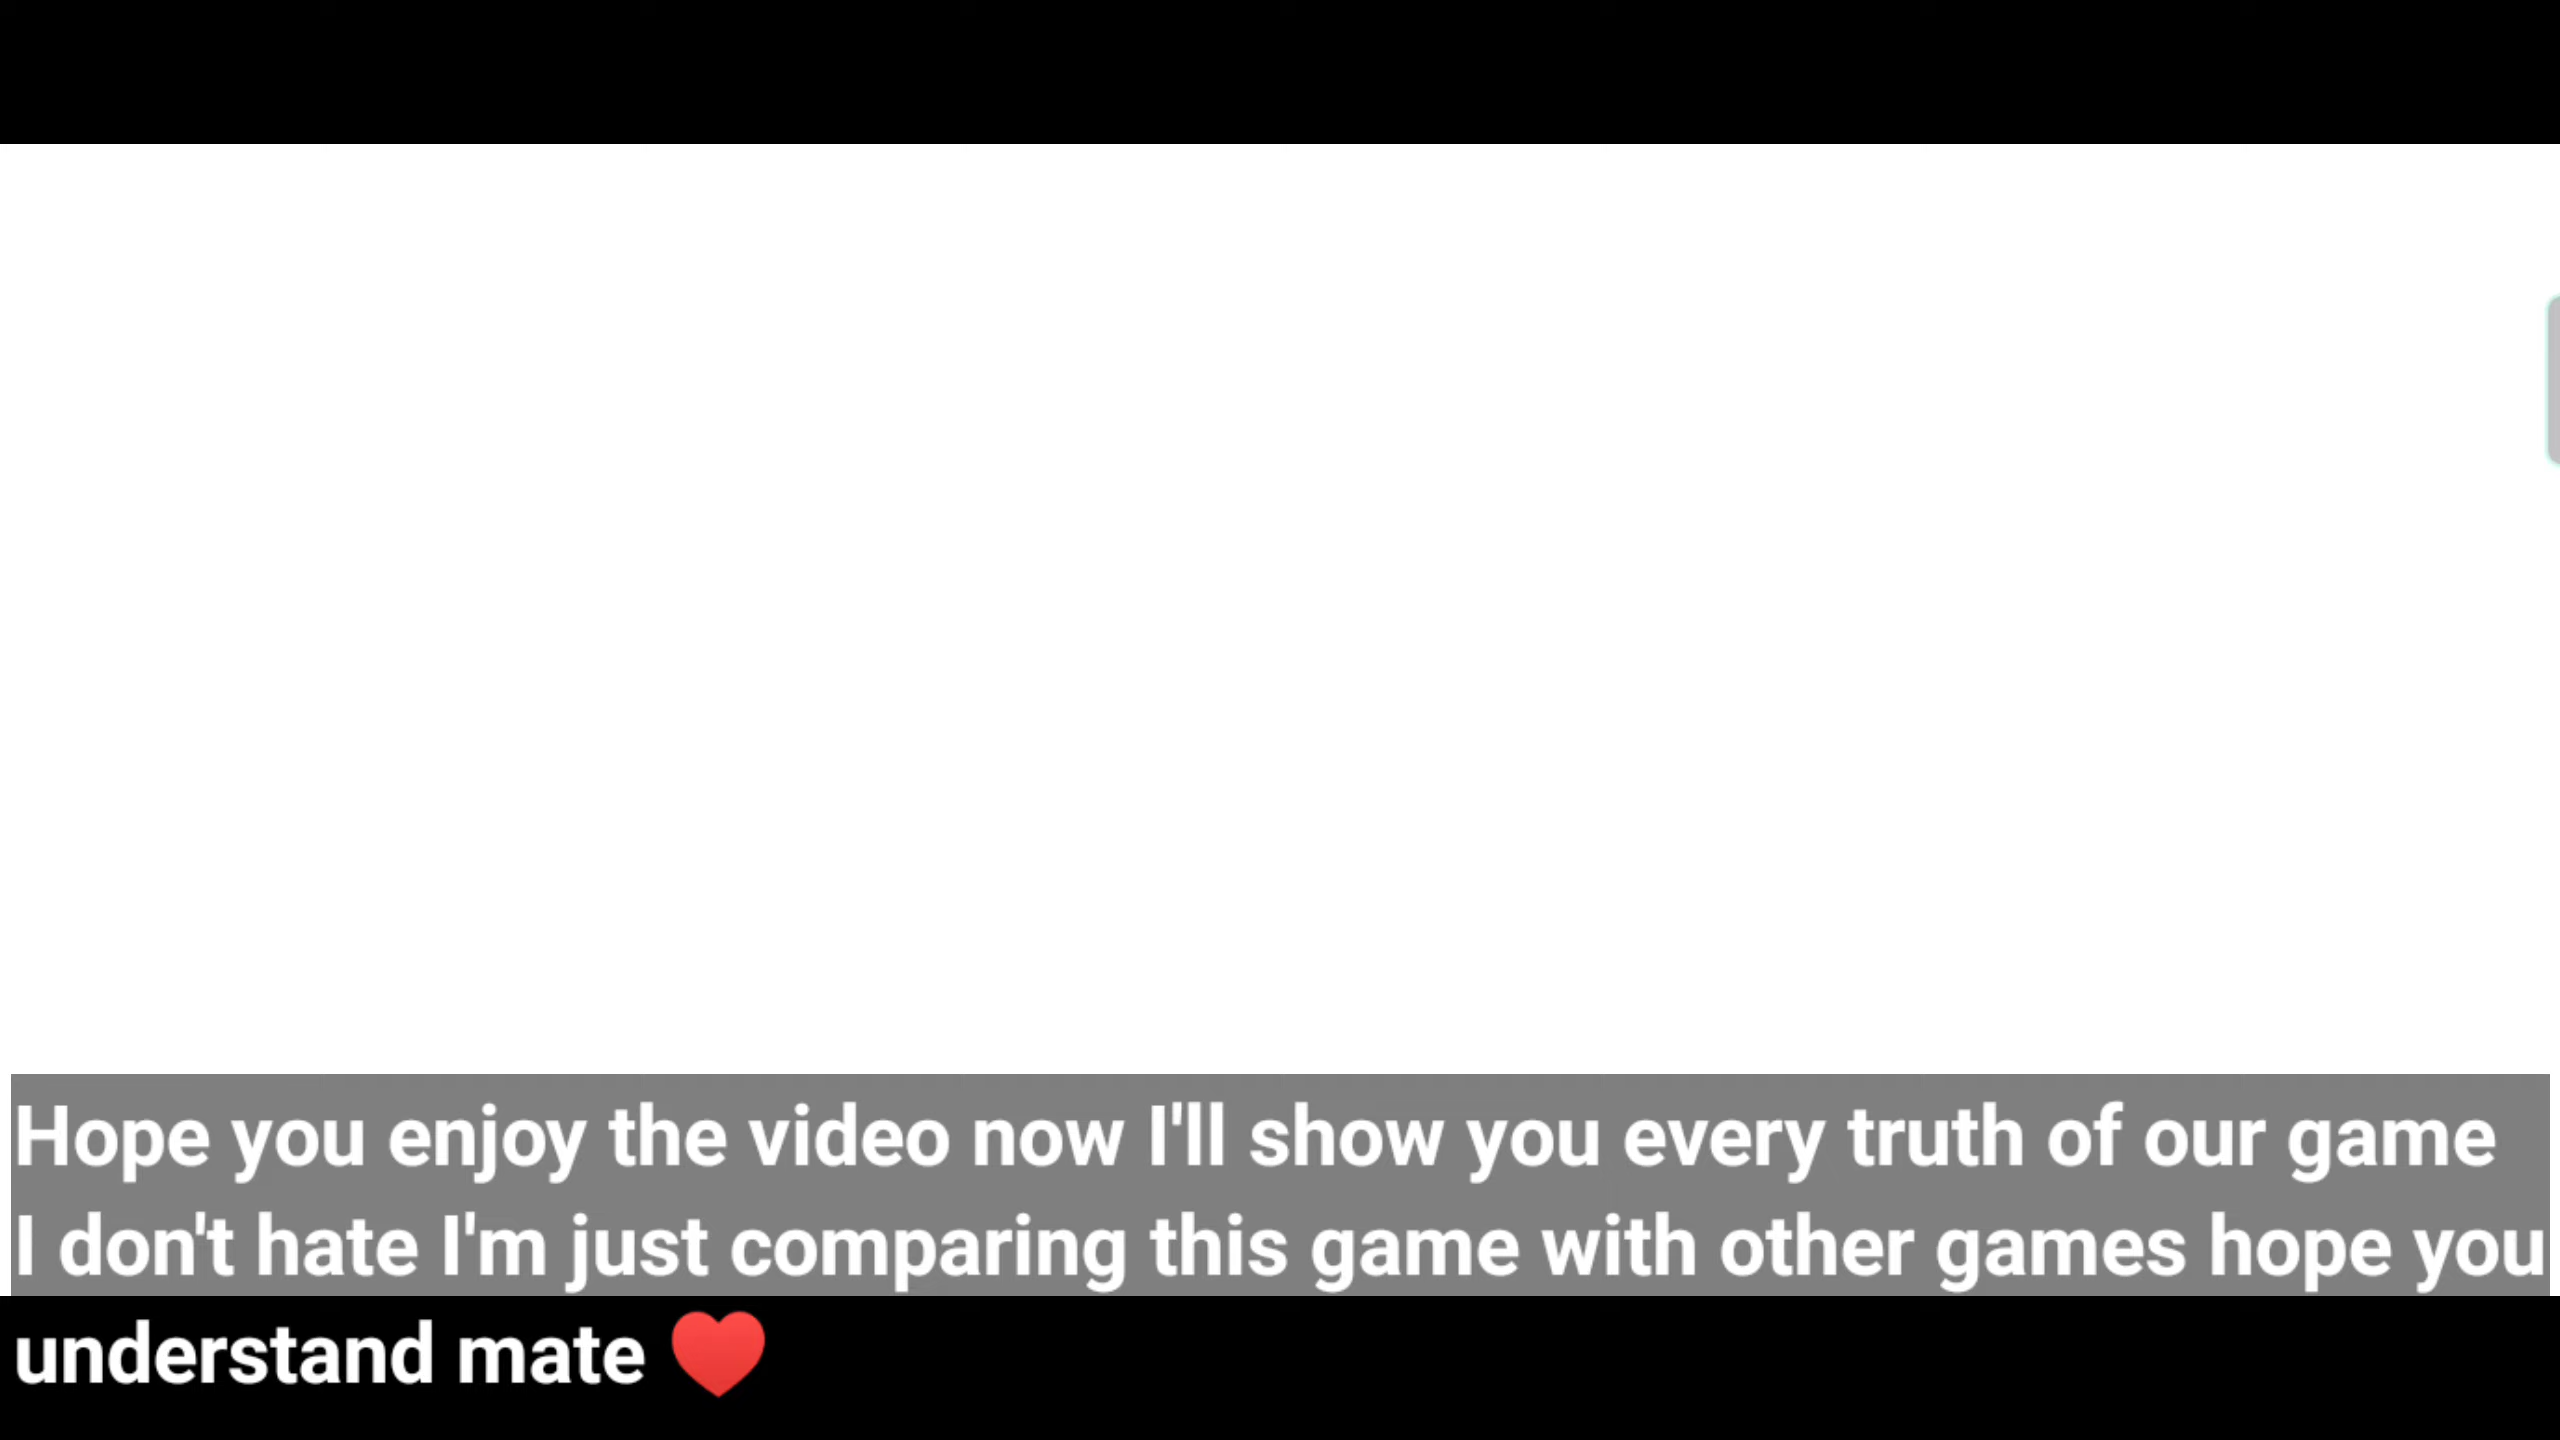 Hope you enjoy the video now I'll show you every truth of our game
I don't hate I'm just comparing this game with other games hope you
understand mate ❤️